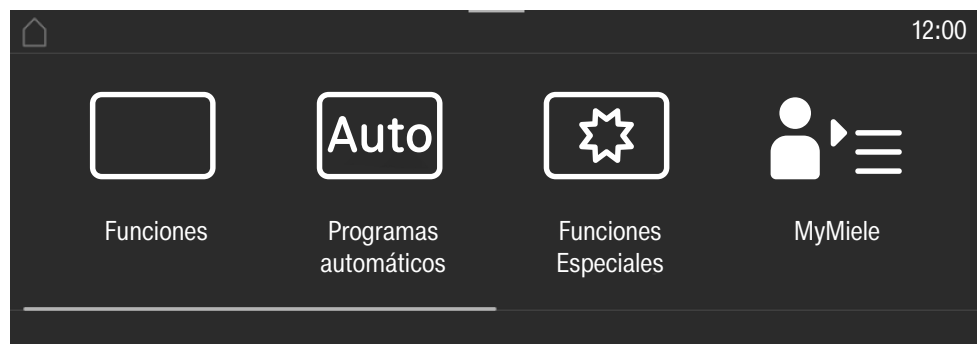 12:00
Auto
Funciones
Programas
automáticos
Funciones
Especiales
MyMiele